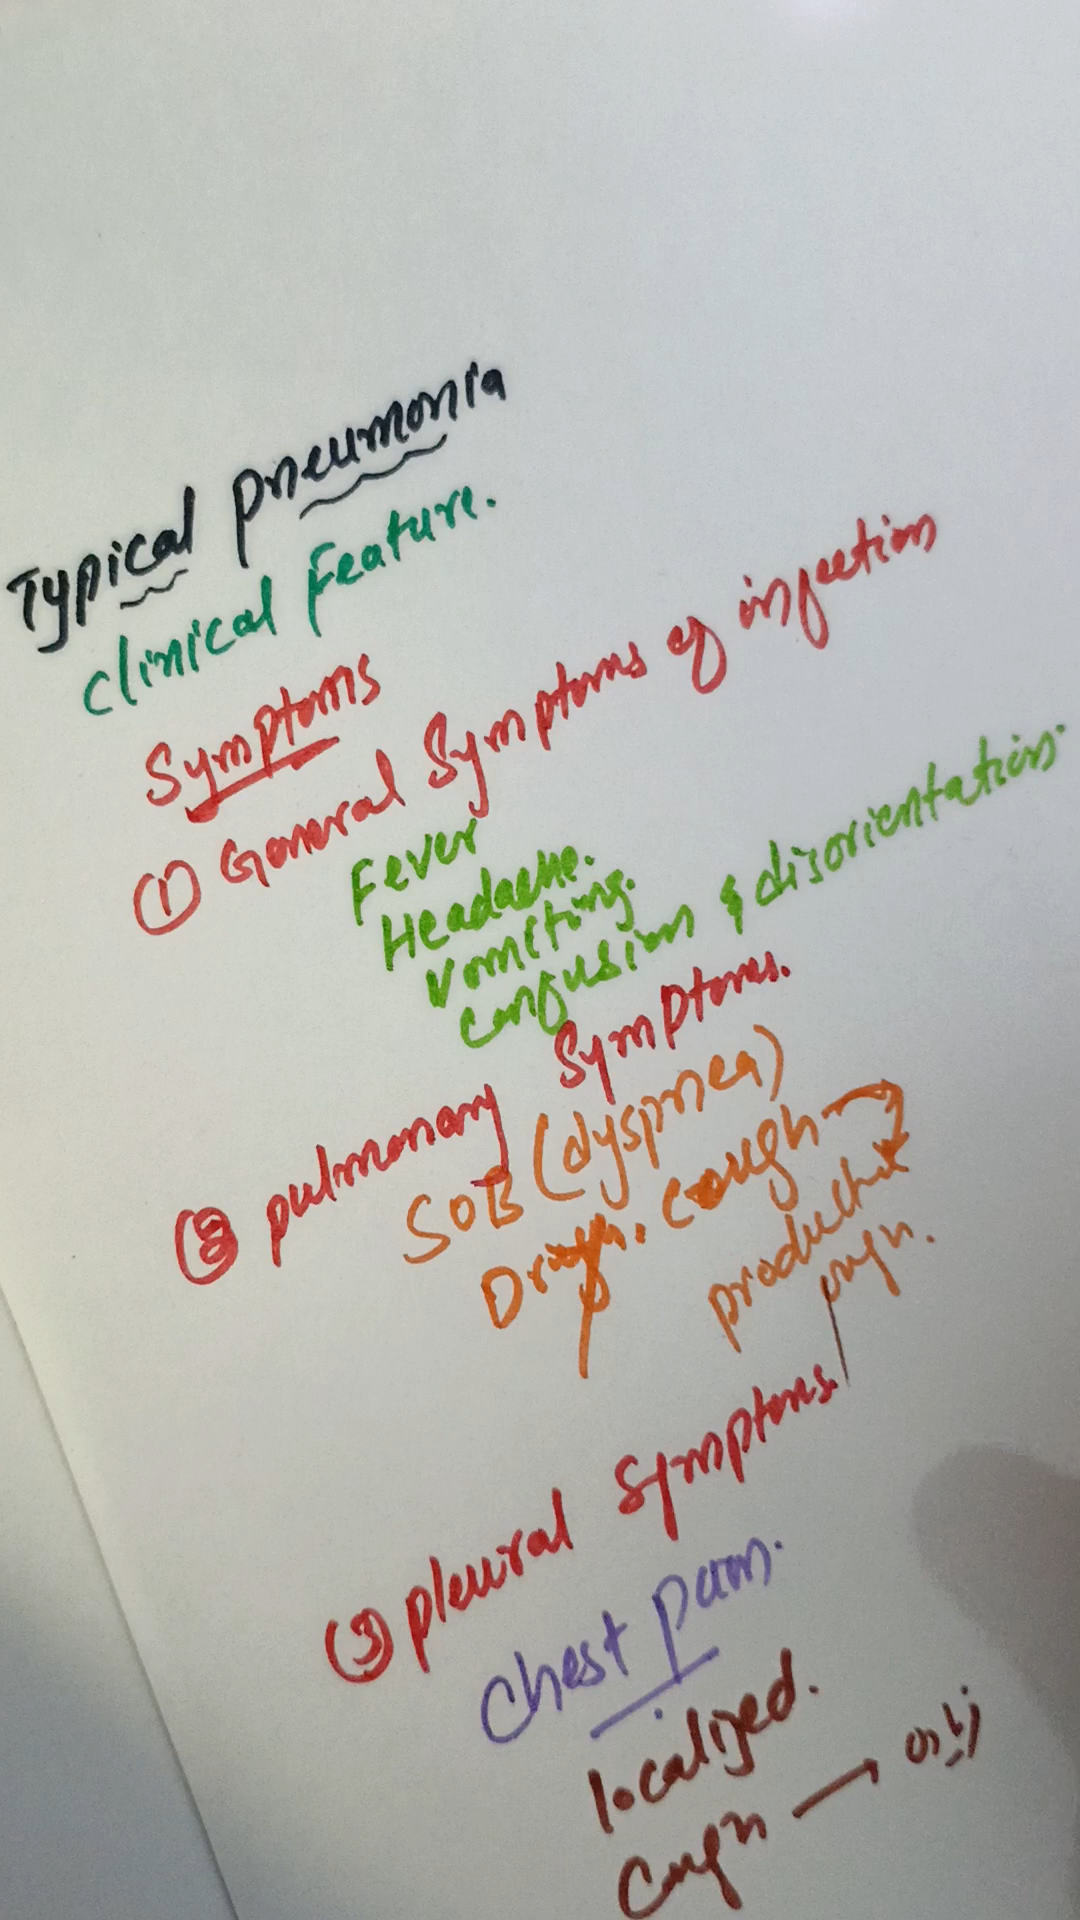 Typical pneumonia
Clinical Feature.
Symptoms
(1) General Symptoms of infection
Fever
Headache.
Vomiting.
confusion & disorientation.
(2) pulmonary Symptoms.
SOB (dyspnea)
Dry cough →
productive
cough.
(3) pleural Symptoms.
Chest pain.
localized.
Cough →